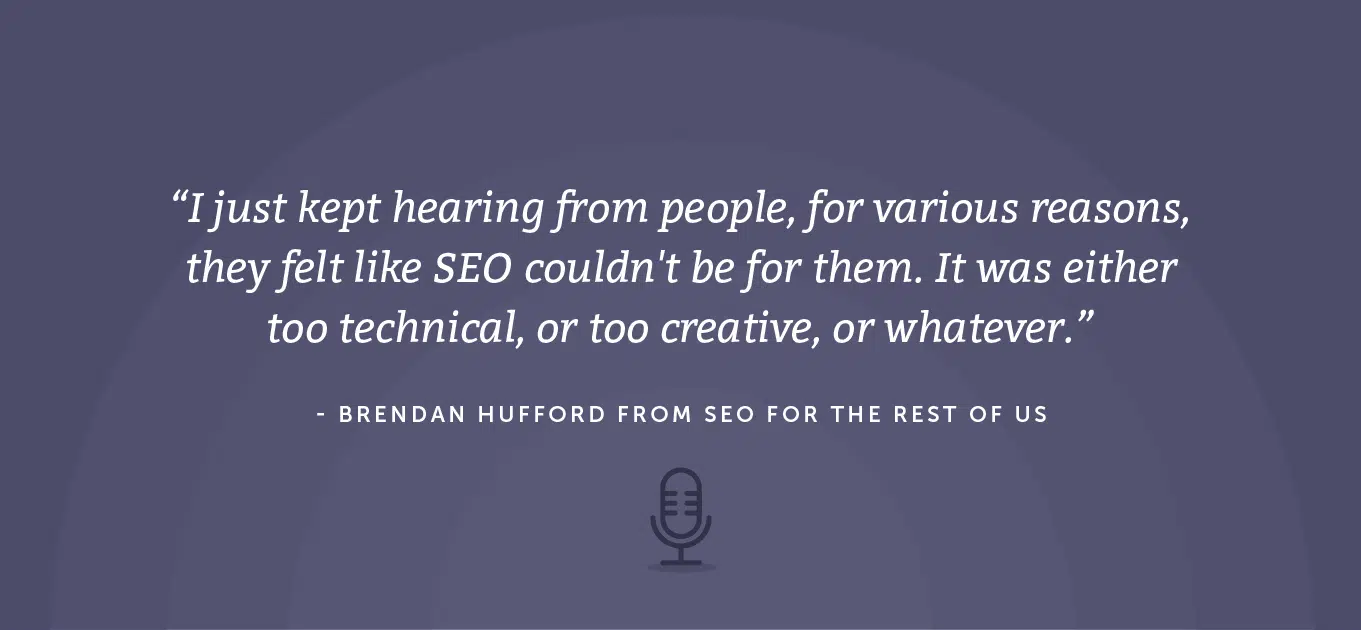 “I just kept hearing from people, for various reasons,
they felt like SEO couldn't be for them. It was either
too technical, or too creative, or whatever.”
- BRENDAN HUFFORD FROM SEO FOR THE REST OF US